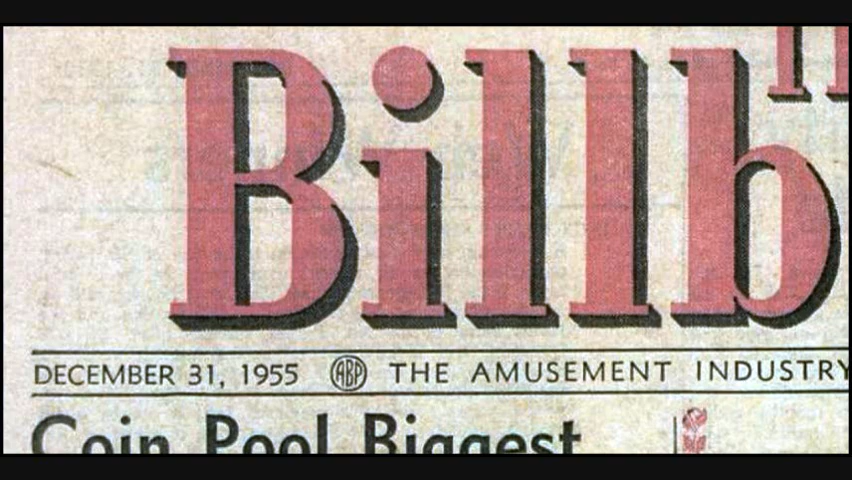 Billb
DECEMBER 31, 1955 ABP THE AMUSEMENT INDUSTRY
Coin Pool Biggest